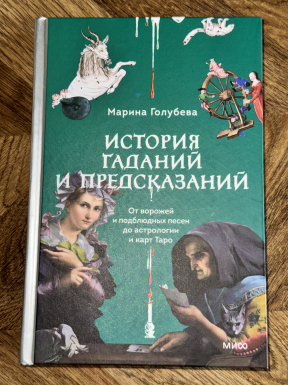 Марина Голубева
ИСТОРИЯ
ГАДАНИЙ
И ПРЕДСКАЗАНИЙ
От ворожей
и подблюдных песен
до астрологии
и карт Таро
МИФ